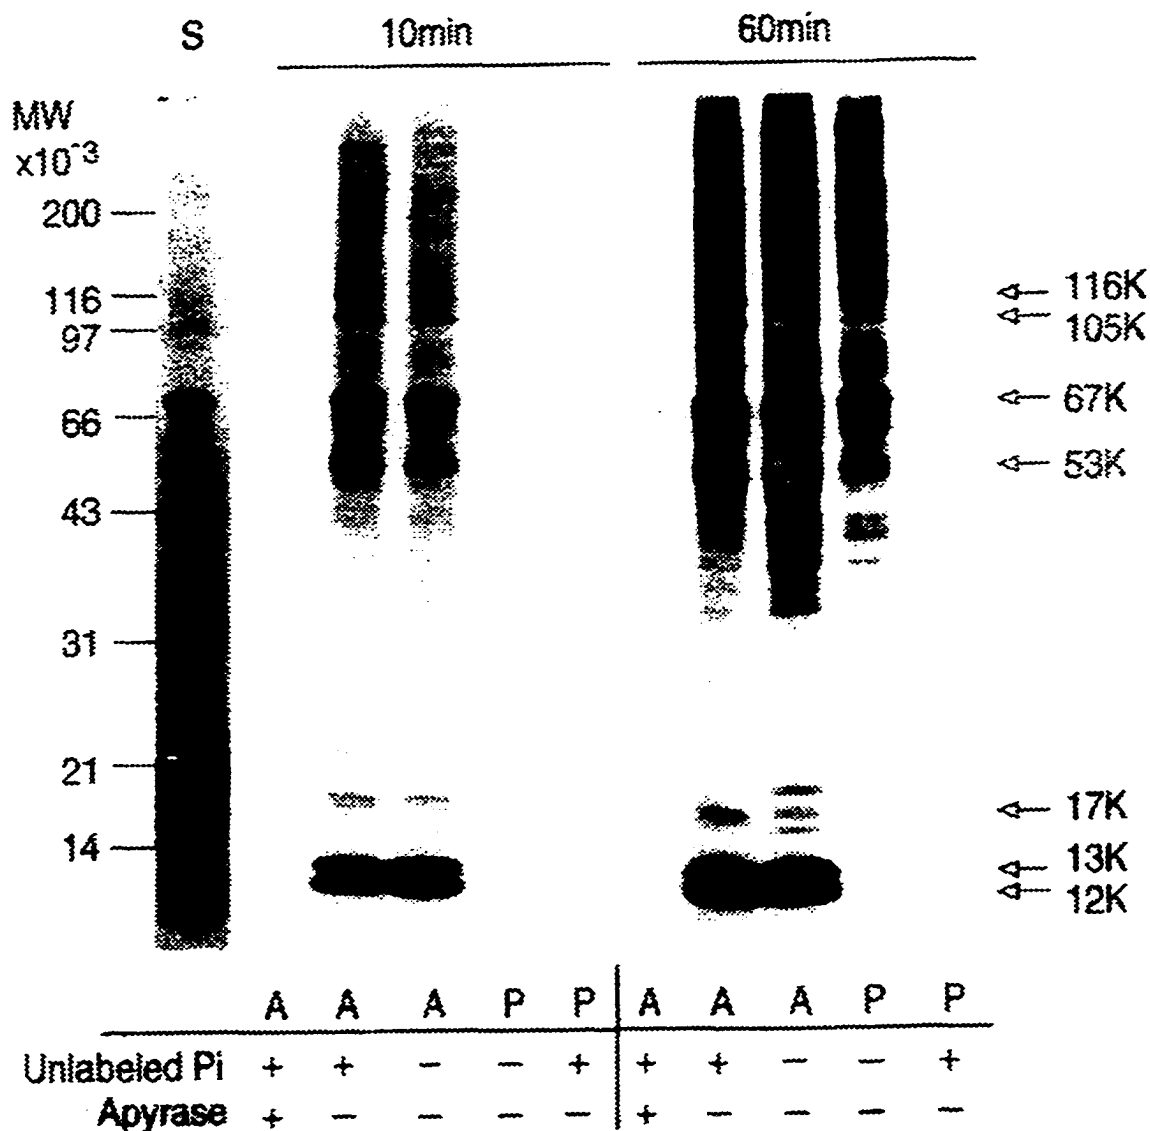 S 10min 60min
MW
x10-3
200
116
97
66
43
31
21
14
116K
105K
67K
53K
17K
13K
12K
A A A P P A A A P P
Unlabeled Pi + + - - + + + - - +
Apyrase + - - - - + - - - -